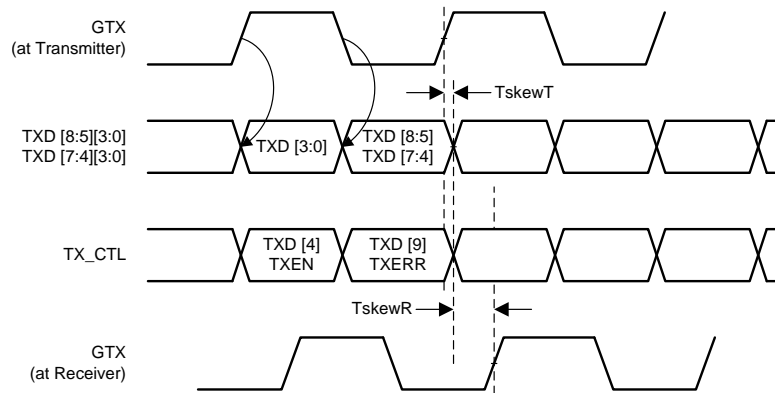 GTX
(at Transmitter)
TskewT
TXD [8:5][3:0]
TXD [7:4][3:0]
TXD [3:0]
TXD [8:5]
TXD [7:4]
TX_CTL
TXD [4]
TXEN
TXD [9]
TXERR
TskewR
GTX
(at Receiver)